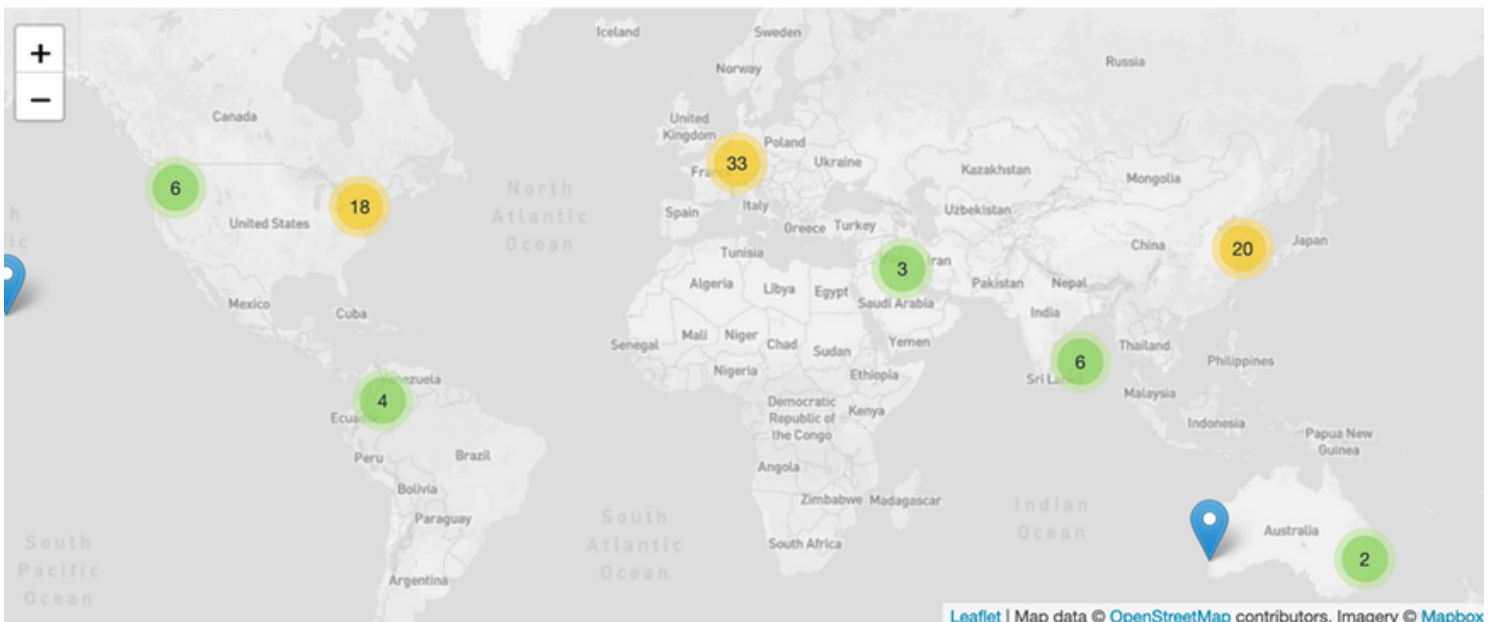 +
−
Iceland
Sweden
Norway
Russia
Canada
United
Kingdom
Poland
Ukraine
Kazakhstan
Mongolia
33
6
18
North
Atlantic
Ocean
United States
Spain
Italy
Greece
Turkey
Uzbekistan
China
Japan
20
Tunisia
3
Iran
Pakistan
Nepal
Algeria
Libya
Egypt
Saudi Arabia
India
Mexico
Cuba
Senegal
Mali
Niger
Chad
Sudan
Yemen
Thailand
Philippines
Nigeria
Ethiopia
6
Malaysia
Venezuela
4
Democratic
Republic of
the Congo
Kenya
Indonesia
Papua New
Guinea
Peru
Brazil
Angola
Bolivia
Zimbabwe
Madagascar
Paraguay
South
Atlantic
Ocean
Indian
Ocean
South Africa
Australia
2
South
Pacific
Ocean
Argentina
Leaflet | Map data © OpenStreetMap contributors, Imagery © Mapbox